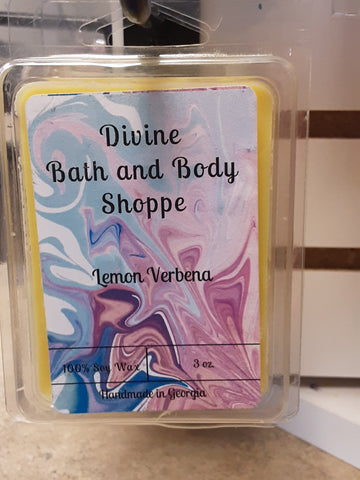 Divine
Bath and Body
Shoppe
Lemon Verbena
100% Soy Wax 3 oz.
Handmade in Georgia